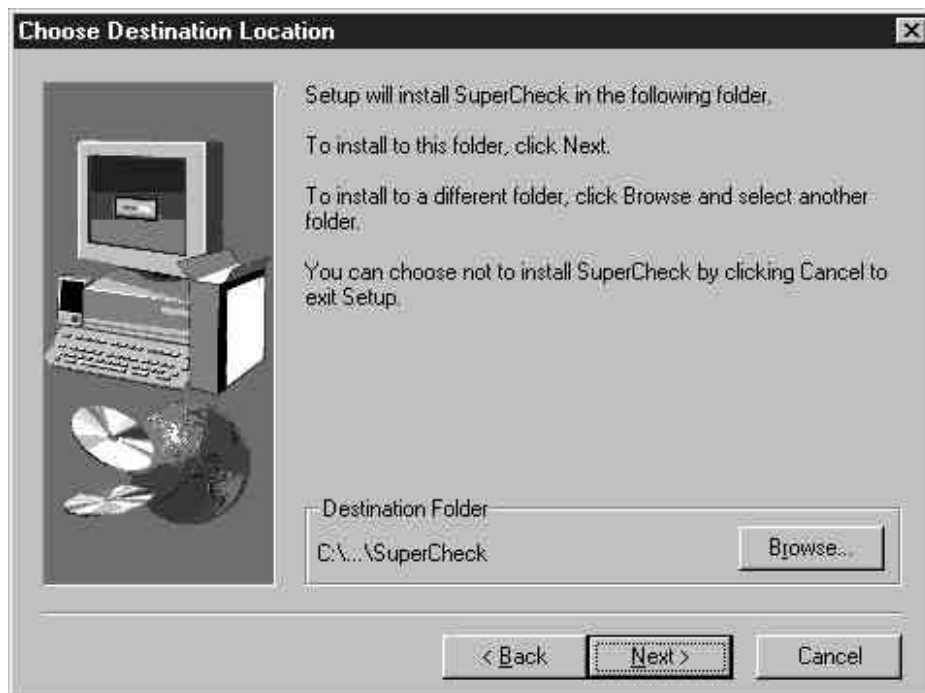 Choose Destination Location
Setup will install SuperCheck in the following folder.
To install to this folder, click Next.
To install to a different folder, click Browse and select another
folder.
You can choose not to install SuperCheck by clicking Cancel to
exit Setup.
Destination Folder
C:\...\SuperCheck
Browse...
< Back
Next >
Cancel